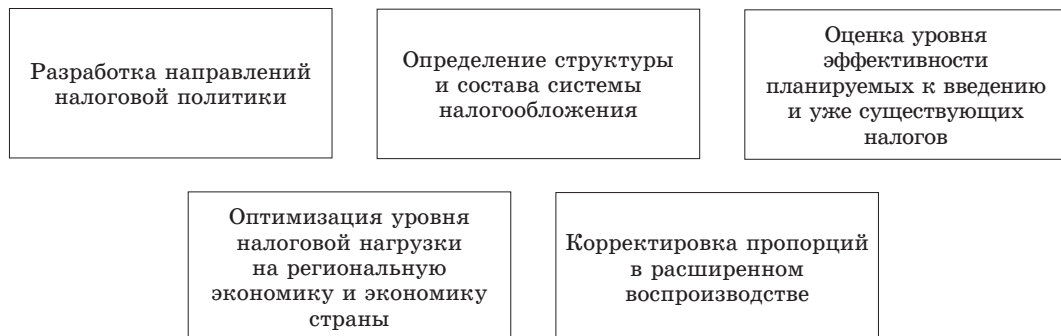 Разработка направлений
налоговой политики
Определение структуры
и состава системы
налогообложения
Оценка уровня
эффективности
планируемых к введению
и уже существующих
налогов
Оптимизация уровня
налоговой нагрузки
на региональную
экономику и экономику
страны
Корректировка пропорций
в расширенном
воспроизводстве